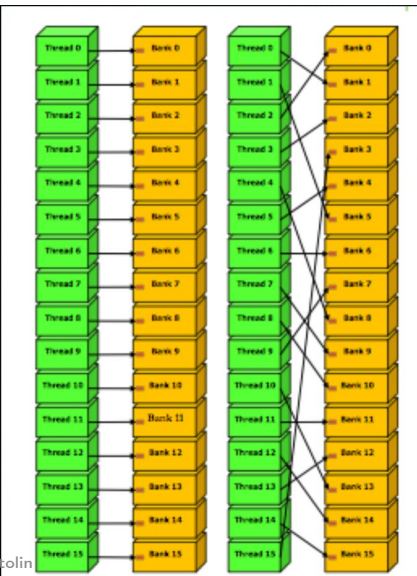 Thread 0 Bank 0 Thread 0 Bank 0
Thread 1 Bank 1 Thread 1 Bank 1
Thread 2 Bank 2 Thread 2 Bank 2
Thread 3 Bank 3 Thread 3 Bank 3
Thread 4 Bank 4 Thread 4 Bank 4
Thread 5 Bank 5 Thread 5 Bank 5
Thread 6 Bank 6 Thread 6 Bank 6
Thread 7 Bank 7 Thread 7 Bank 7
Thread 8 Bank 8 Thread 8 Bank 8
Thread 9 Bank 9 Thread 9 Bank 9
Thread 10 Bank 10 Thread 10 Bank 10
Thread 11 Bank 11 Thread 11 Bank 11
Thread 12 Bank 12 Thread 12 Bank 12
Thread 13 Bank 13 Thread 13 Bank 13
Thread 14 Bank 14 Thread 14 Bank 14
Thread 15 Bank 15 Thread 15 Bank 15
tolin